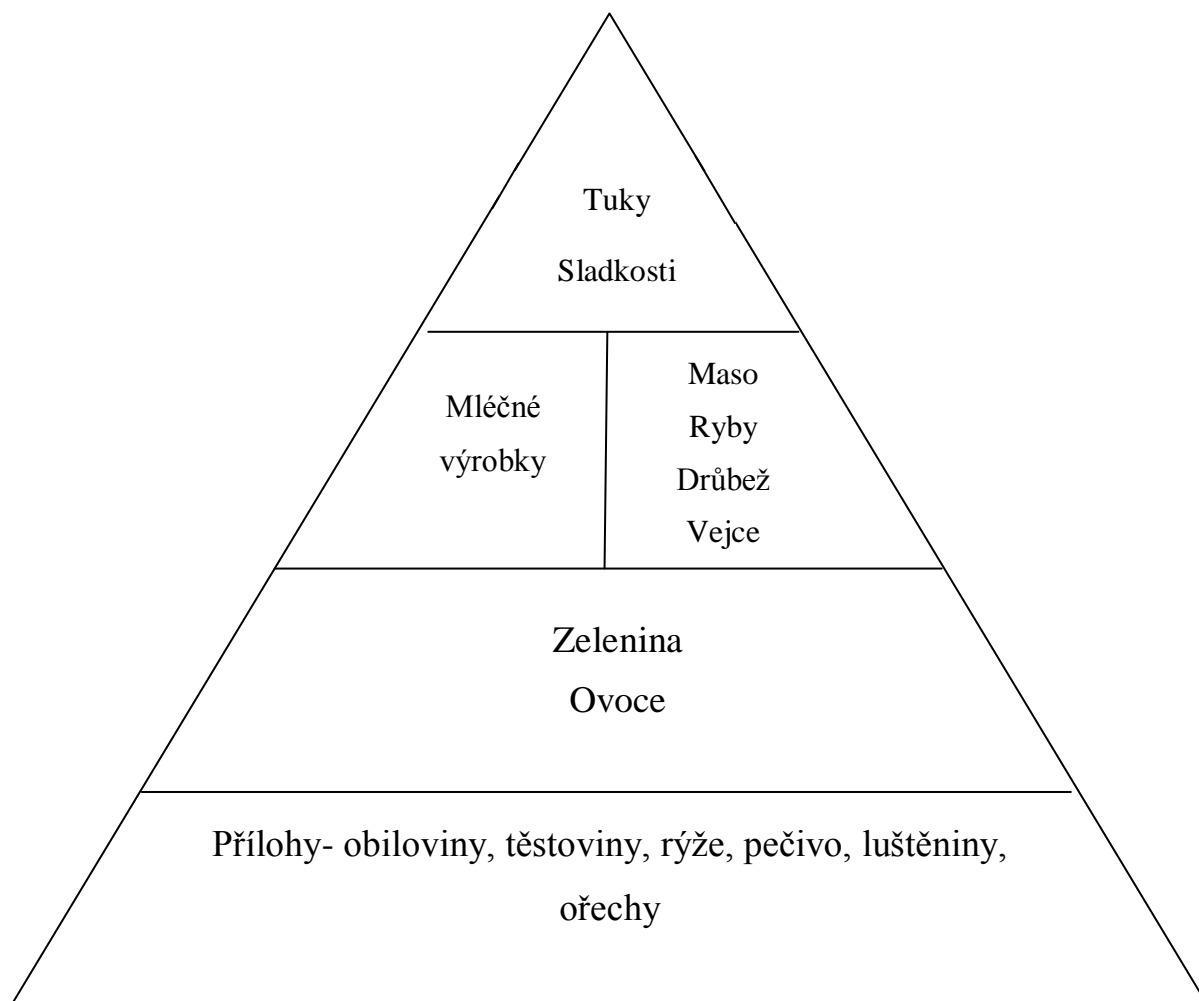 Tuky
Sladkosti
Mléčné
výrobky
Maso
Ryby
Drůbež
Vejce
Zelenina
Ovoce
Přílohy- obiloviny, těstoviny, rýže, pečivo, luštěniny,
ořechy